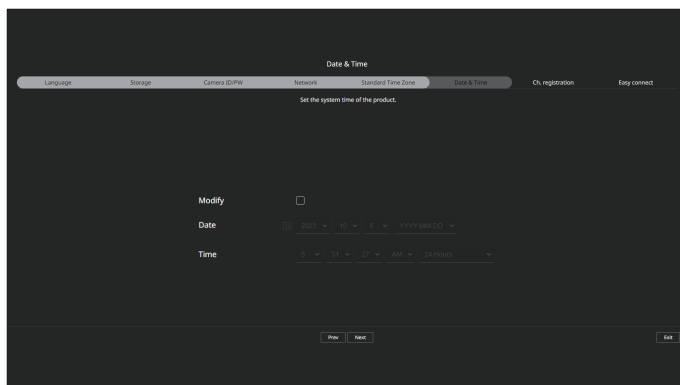 Date & Time
Language Storage Camera ID/PW Network Standard Time Zone Date & Time Ch. registration Easy connect
Set the system time of the product.
Modify
Date 2023 10 YYYY.MM.DD
Time 51 27 AM 24 Hours
Prev Next Exit